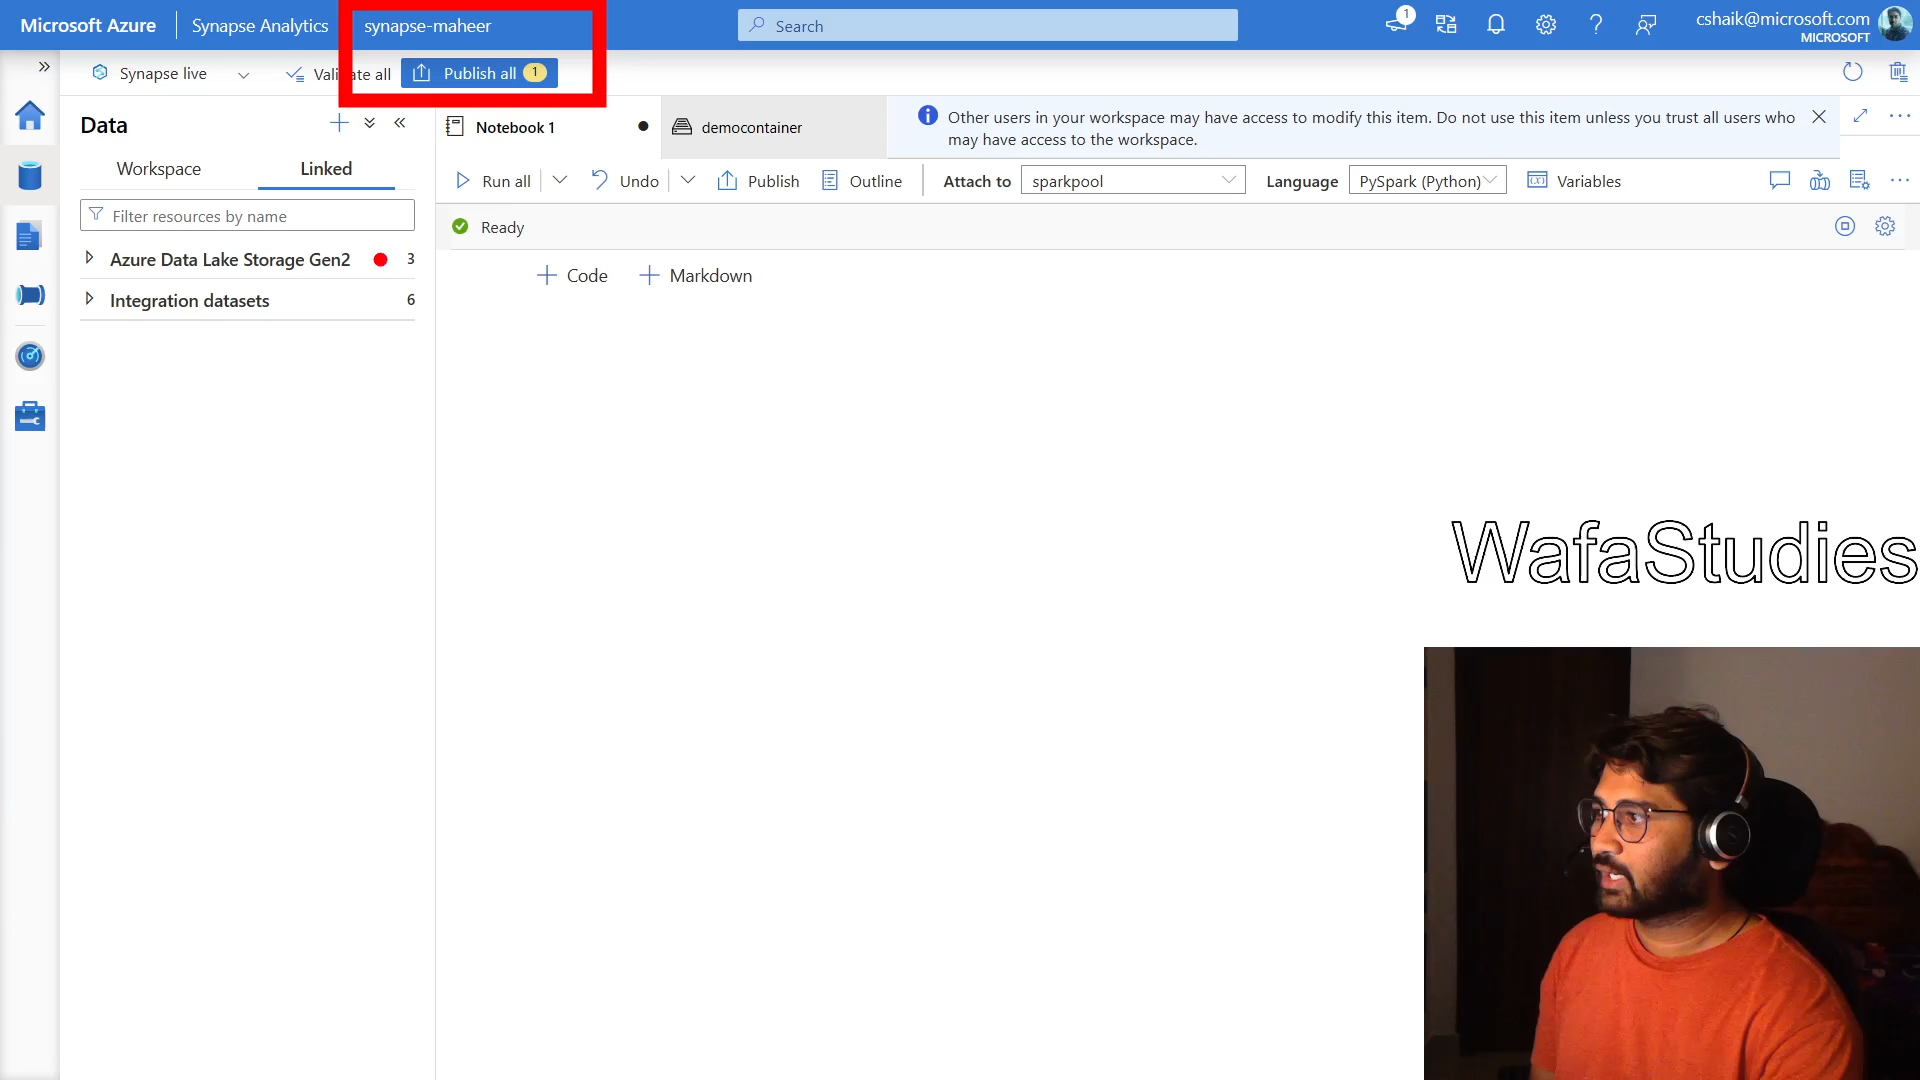 Microsoft Azure
Synapse Analytics
synapse-maheer
Search
1
cshaik@microsoft.com
MICROSOFT
Synapse live
Validate all
Publish all 1
Data
Notebook 1
democontainer
Other users in your workspace may have access to modify this item. Do not use this item unless you trust all users who
may have access to the workspace.
Workspace
Linked
Run all
Undo
Publish
Outline
Attach to
sparkpool
Language
PySpark (Python)
Variables
Filter resources by name
Ready
Azure Data Lake Storage Gen2 3
Code
Markdown
Integration datasets 6
WafaStudies